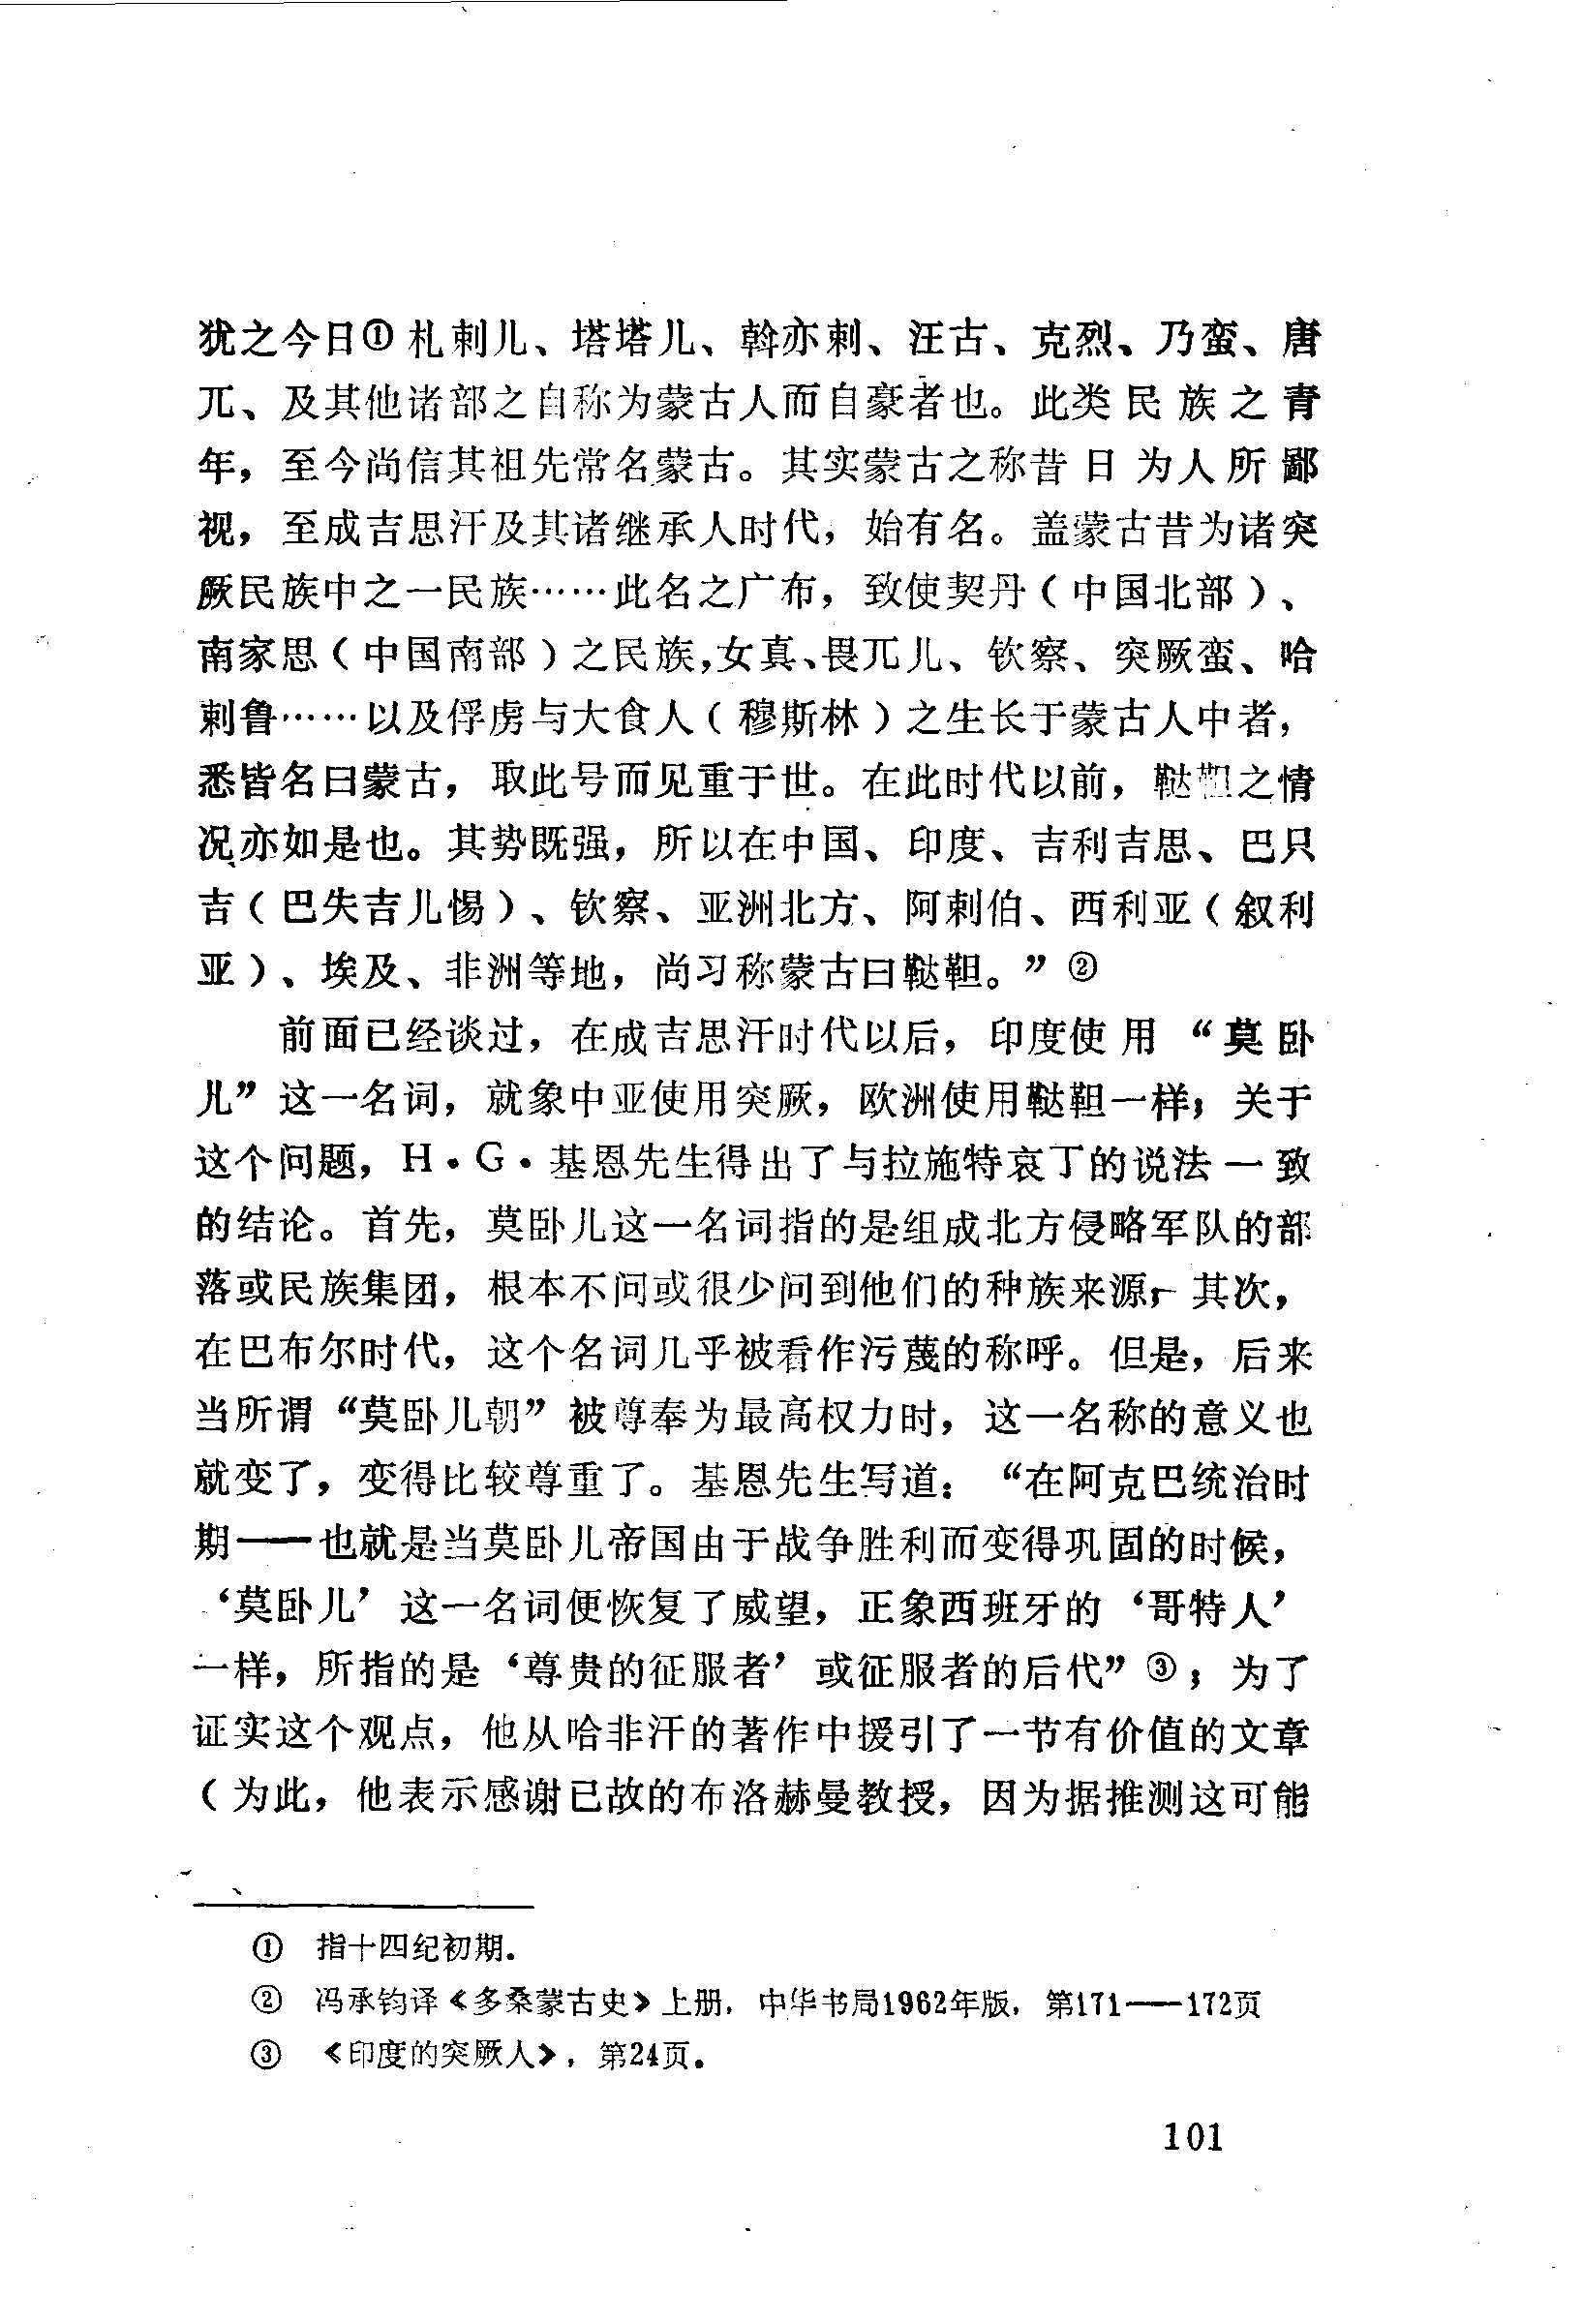 犹之今日①札剌儿、塔塔儿、斡亦剌、汪古、克烈、乃蛮、唐
兀、及其他诸部之自称为蒙古人而自豪者也。此类民族之青
年，至今尚信其祖先常名蒙古。其实蒙古之称昔日为人所鄙
视，至成吉思汗及其诸继承人时代，始有名。盖蒙古昔为诸突
厥民族中之一民族……此名之广布，致使契丹（中国北部）、
南家思（中国南部）之民族，女真、畏兀儿、钦察、突厥蛮、哈
剌鲁……以及俘虏与大食人（穆斯林）之生长于蒙古人中者，
悉皆名曰蒙古，取此号而见重于世。在此时代以前，鞑靼之情
况亦如是也。其势既强，所以在中国、印度、吉利吉思、巴只
吉（巴失吉儿惕）、钦察、亚洲北方、阿剌伯、西利亚（叙利
亚）、埃及、非洲等地，尚习称蒙古曰鞑靼。”②
前面已经谈过，在成吉思汗时代以后，印度使用“莫卧
儿”这一名词，就象中亚使用突厥，欧洲使用鞑靼一样；关于
这个问题，H·G·基恩先生得出了与拉施特哀丁的说法一致
的结论。首先，莫卧儿这一名词指的是组成北方侵略军队的部
落或民族集团，根本不问或很少问到他们的种族来源；其次，
在巴布尔时代，这个名词几乎被看作污蔑的称呼。但是，后来
当所谓“莫卧儿朝”被尊奉为最高权力时，这一名称的意义也
就变了，变得比较尊重了。基恩先生写道：“在阿克巴统治时
期——也就是当莫卧儿帝国由于战争胜利而变得巩固的时候，
‘莫卧儿’这一名词便恢复了威望，正象西班牙的‘哥特人’
一样，所指的是‘尊贵的征服者’或征服者的后代”③；为了
证实这个观点，他从哈非汗的著作中援引了一节有价值的文章
（为此，他表示感谢已故的布洛赫曼教授，因为据推测这可能
① 指十四纪初期．
② 冯承钧译《多桑蒙古史》上册，中华书局1962年版，第171——172页
③ 《印度的突厥人》，第24页．
101